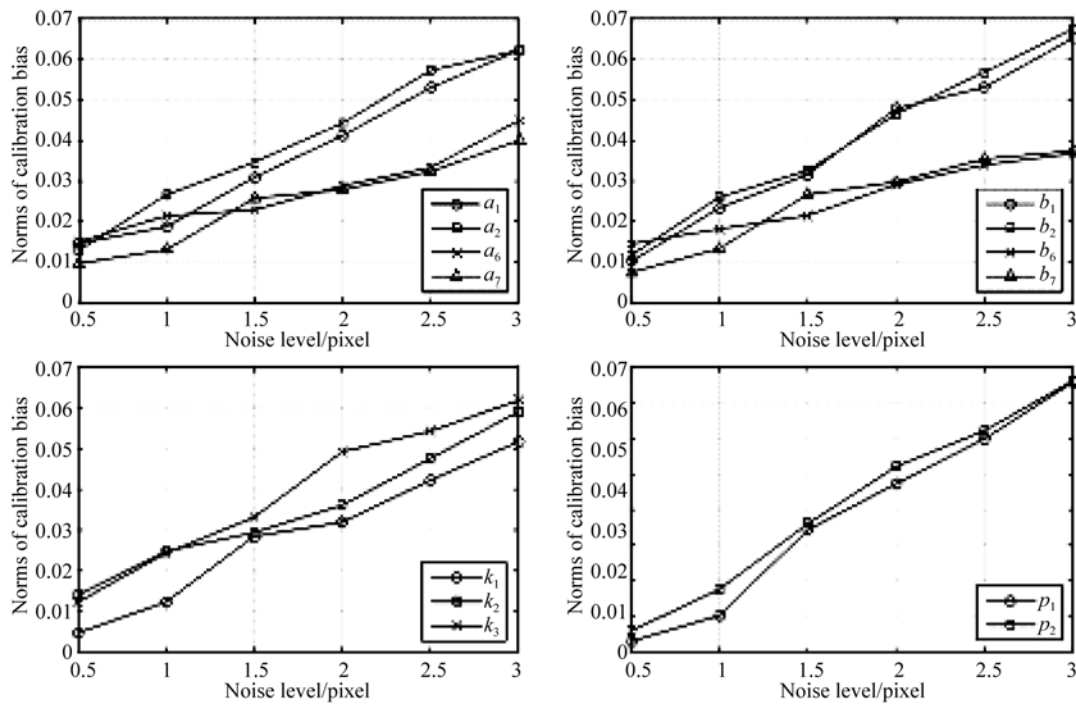 Norms of calibration bias
0.07
0.06
0.05
0.04
0.03
0.02
0.01
0
0.5 1 1.5 2 2.5 3
Noise level/pixel
a1
a2
a6
a7
Norms of calibration bias
0.07
0.06
0.05
0.04
0.03
0.02
0.01
0
0.5 1 1.5 2 2.5 3
Noise level/pixel
b1
b2
b6
b7
Norms of calibration bias
0.07
0.06
0.05
0.04
0.03
0.02
0.01
0
0.5 1 1.5 2 2.5 3
Noise level/pixel
k1
k2
k3
Norms of calibration bias
0.07
0.06
0.05
0.04
0.03
0.02
0.01
0
0.5 1 1.5 2 2.5 3
Noise level/pixel
p1
p2